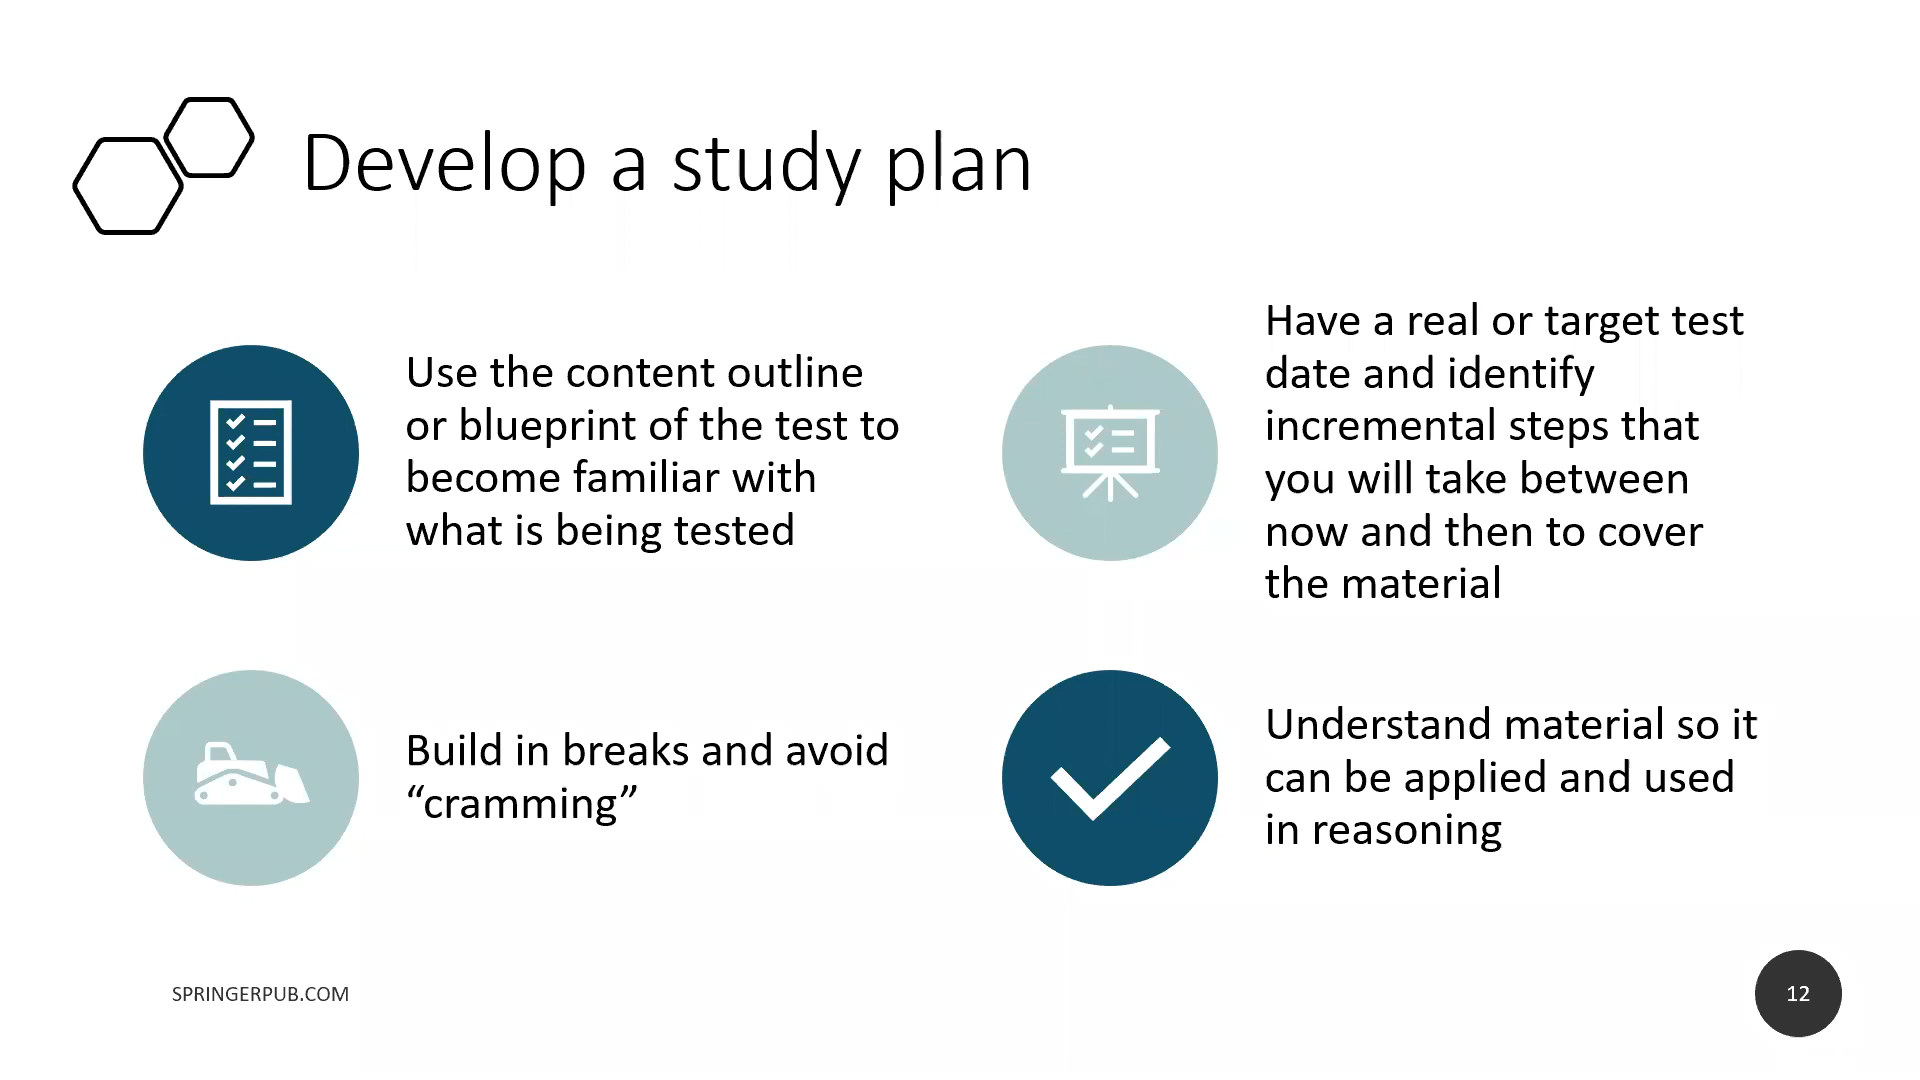 Develop a study plan
Use the content outline
or blueprint of the test to
become familiar with
what is being tested
Have a real or target test
date and identify
incremental steps that
you will take between
now and then to cover
the material
Build in breaks and avoid
“cramming”
Understand material so it
can be applied and used
in reasoning
SPRINGERPUB.COM
12